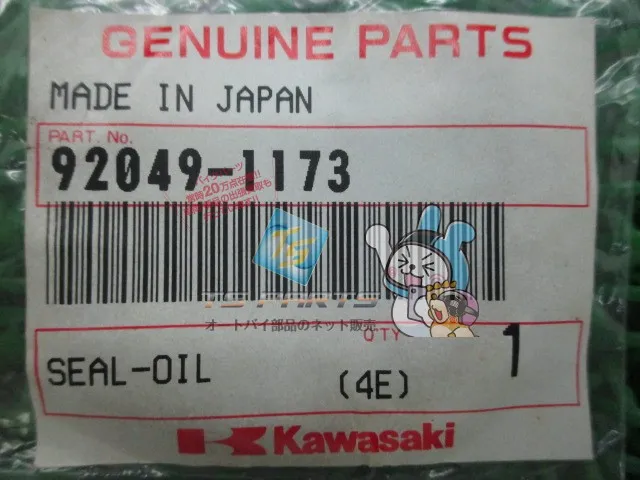 GENUINE PARTS
MADE IN JAPAN
PART. No.
92049-1173
オートバイ部品のネット販売
Q'TY
1
SEAL-OIL
(4E)
Kawasaki